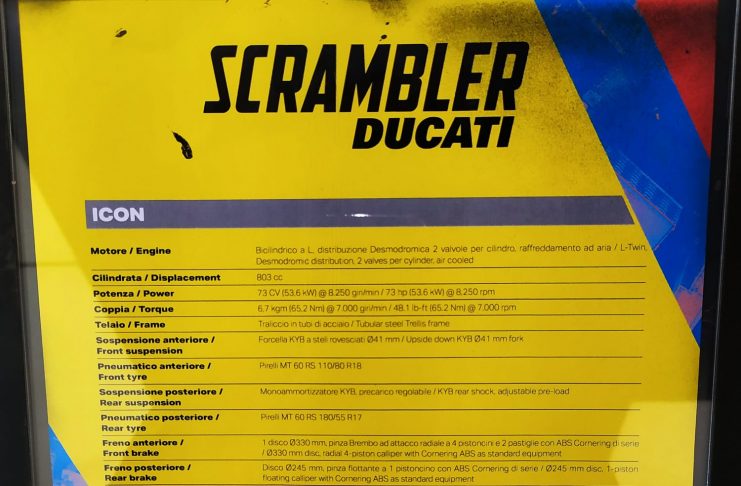 SCRAMBLER
DUCATI
ICON
Motore / Engine
Bicilindrico a L, distribuzione Desmodromica 2 valvole per cilindro, raffreddamento ad aria / L-Twin,
Desmodromic distribution, 2 valves per cylinder, air cooled
Cilindrata / Displacement
803 cc
Potenza / Power
73 CV (53.6 kW) @ 8.250 giri/min / 73 hp (53.6 kW) @ 8,250 rpm
Coppia / Torque
6,7 kgm (65,2 Nm) @ 7.000 giri/min / 48.1 lb-ft (65.2 Nm) @ 7.000 rpm
Telaio / Frame
Traliccio in tubi di acciaio / Tubular steel Trellis frame
Sospensione anteriore /
Front suspension
Forcella KYB a steli rovesciati Ø41 mm / Upside down KYB Ø41 mm fork
Pneumatico anteriore /
Front tyre
Pirelli MT 60 RS 110/80 R18
Sospensione posteriore /
Rear suspension
Monoammortizzatore KYB, precarico regolabile / KYB rear shock, adjustable pre-load
Pneumatico posteriore /
Rear tyre
Pirelli MT 60 RS 180/55 R17
Freno anteriore /
Front brake
1 disco Ø330 mm, pinza Brembo ad attacco radiale a 4 pistoncini e 2 pastiglie con ABS Cornering di serie
/ Ø330 mm disc, radial 4-piston calliper with Cornering ABS as standard equipment
Freno posteriore /
Rear brake
Disco Ø245 mm, pinza flottante a 1 pistoncino con ABS Cornering di serie / Ø245 mm disc, 1-piston
floating calliper with Cornering ABS as standard equipment